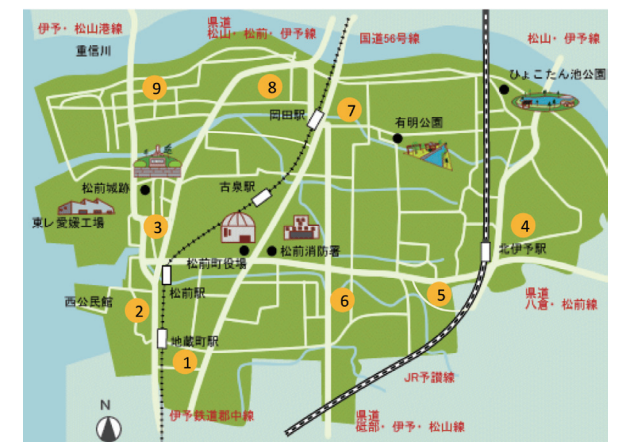 伊予・松山港線
重信川
県道
松山・松前・伊予線
国道56号線
松山・伊予線
ひょこたん池公園
9
8
7
岡田駅
有明公園
松前城跡
古泉駅
東レ愛媛工場
3
4
松前町役場
松前消防署
北伊予駅
松前駅
西公民館
2
6
5
県道
八倉・松前線
地蔵町駅
1
JR予讃線
N
伊予鉄道郡中線
県道
砥部・伊予・松山線